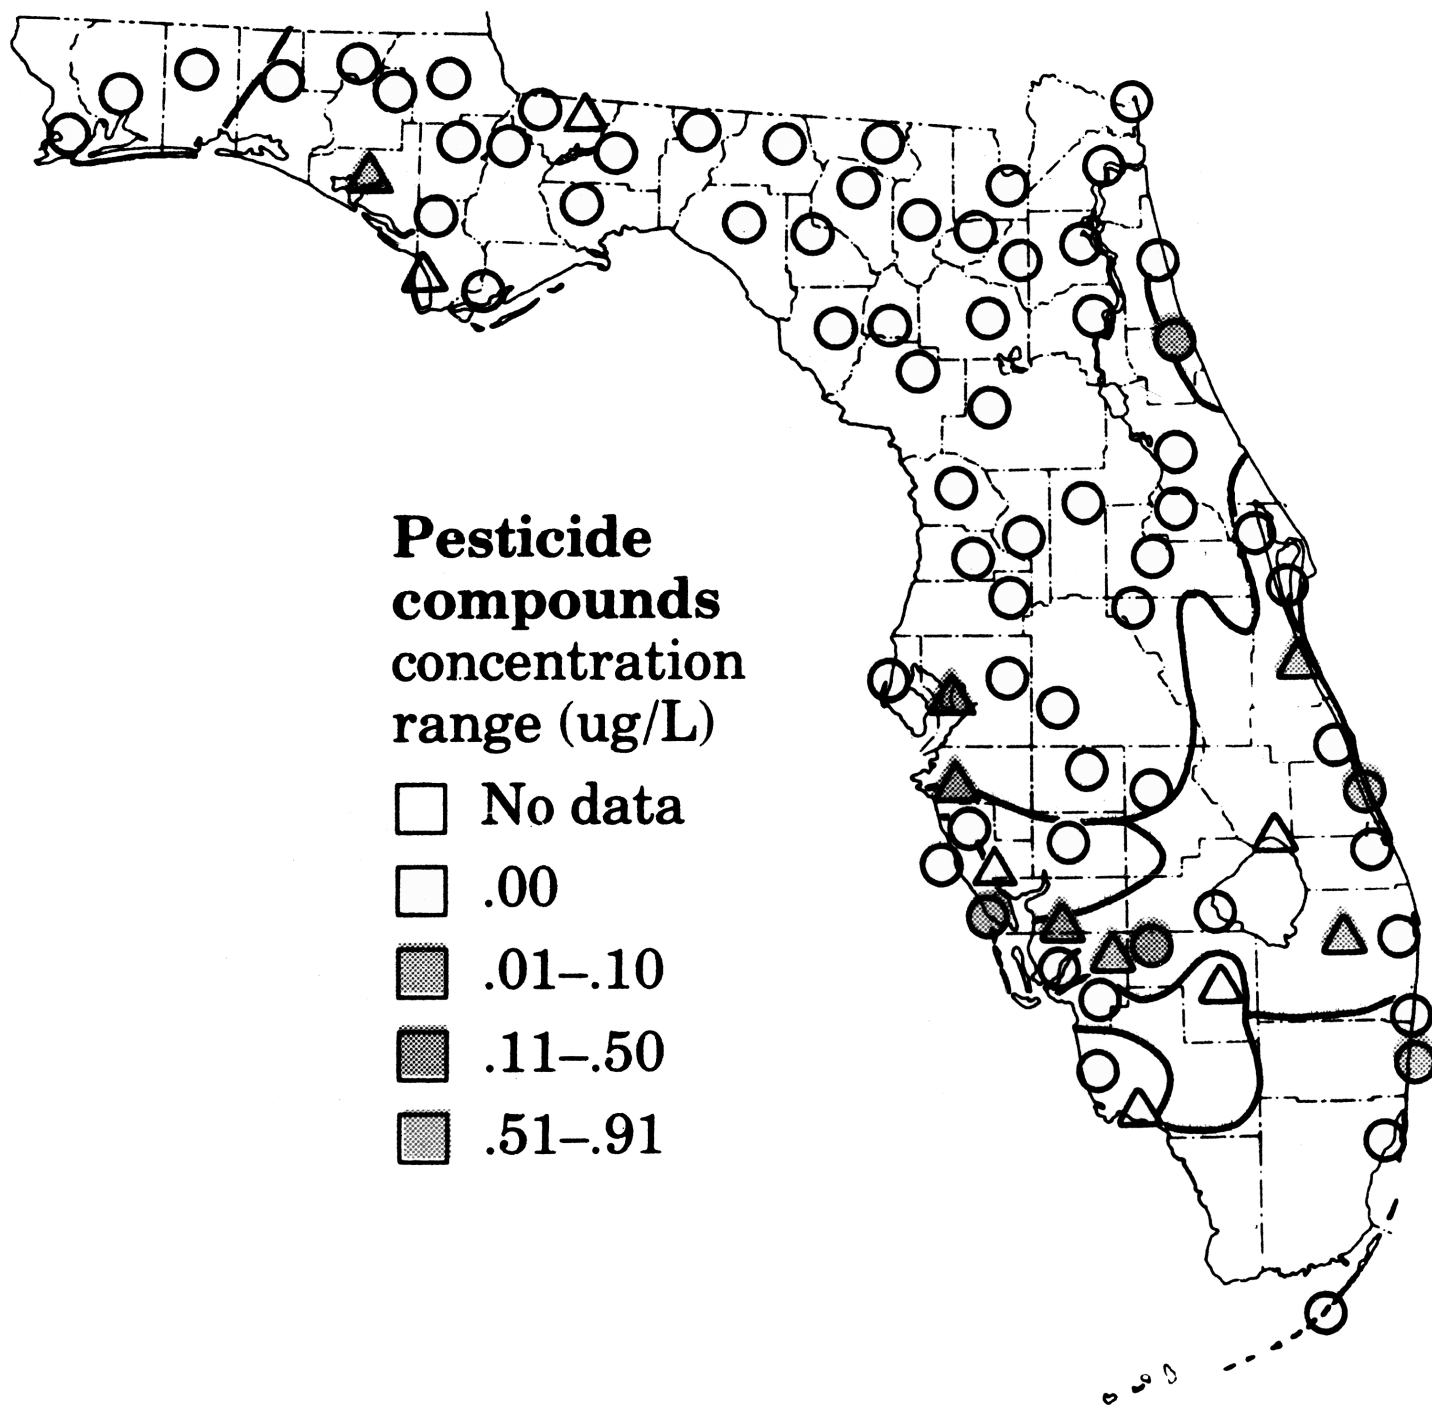 Pesticide
compounds
concentration
range (ug/L)
No data
.00
.01–.10
.11–.50
.51–.91